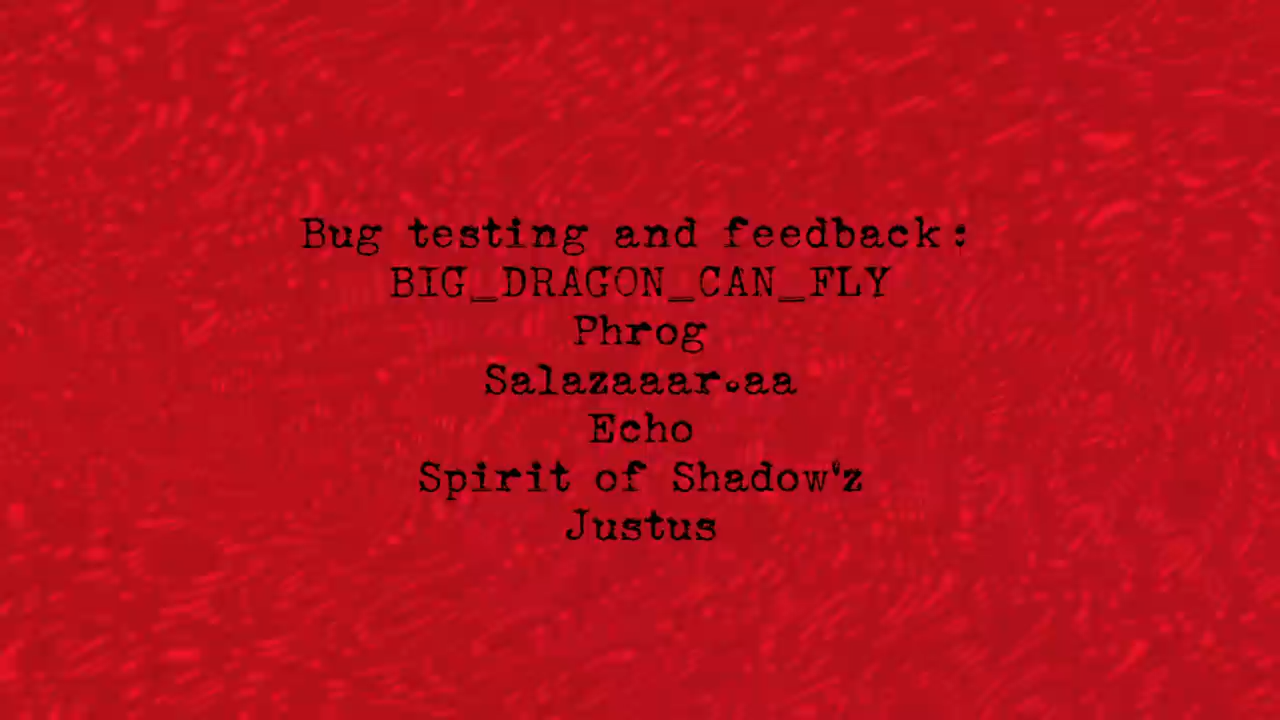 Bug testing and feedback:
BIG_DRAGON_CAN_FLY
Phrog
Salazaaar.aa
Echo
Spirit of Shadow'z
Justus